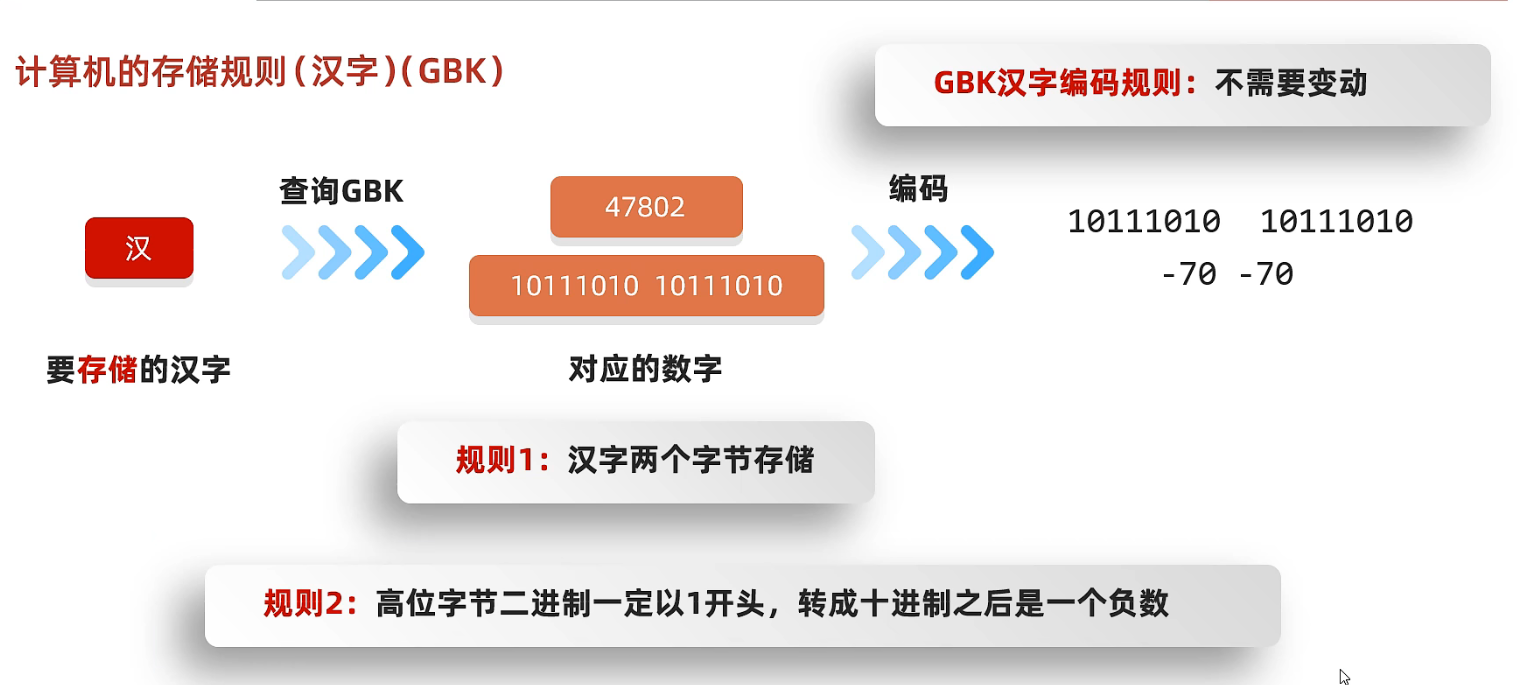 计算机的存储规则(汉字)(GBK)
GBK汉字编码规则：不需要变动
查询GBK
编码
汉
47802
10111010 10111010
10111010 10111010
-70 -70
要存储的汉字
对应的数字
规则1：汉字两个字节存储
规则2：高位字节二进制一定以1开头，转成十进制之后是一个负数